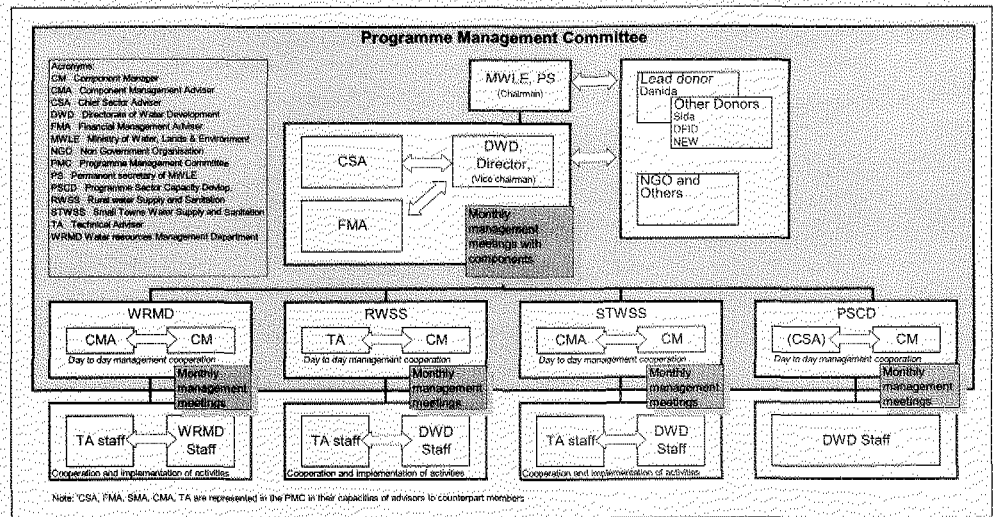 Programme Management Committee
Acronyms:
CM Component Manager
CMA Component Management Adviser
CSA Chief Sector Adviser
DWD Directorate of Water Development
FMA Financial Management Adviser
MWLE Ministry of Water, Lands & Environment
NGO Non Government Organisation
PMC Programme Management Committee
PS Permanent secretary of MWLE
PSCD Programme Sector Capacity Devlop.
RWSS Rural water Supply and Sanitation
STWSS Small Towns Water Supply and Sanitation
TA Technical Adviser
WRMD Water resources Management Department
MWLE, PS
(Chairman)
Lead donor
Danida
Other Donors
Sida
DFID
NEW
NGO and
Others
CSA
DWD,
Director,
(Vice chairman)
FMA
Monthly
management
meetings with
components
WRMD
CMA
CM
Day to day management cooperation
Monthly
management
meetings
RWSS
TA
CM
Day to day management cooperation
Monthly
management
meetings
STWSS
CMA
CM
Day to day management cooperation
Monthly
management
meetings
PSCD
(CSA)
CM
Day to day management cooperation
Monthly
management
meetings
TA staff
WRMD
Staff
Cooperation and implementation of activities
TA staff
DWD
Staff
Cooperation and implementation of activities
TA staff
DWD
Staff
Cooperation and implementation of activities
DWD Staff
Note: CSA, FMA, SMA, CMA, TA are represented in the PMC in their capacities of advisors to counterpart members